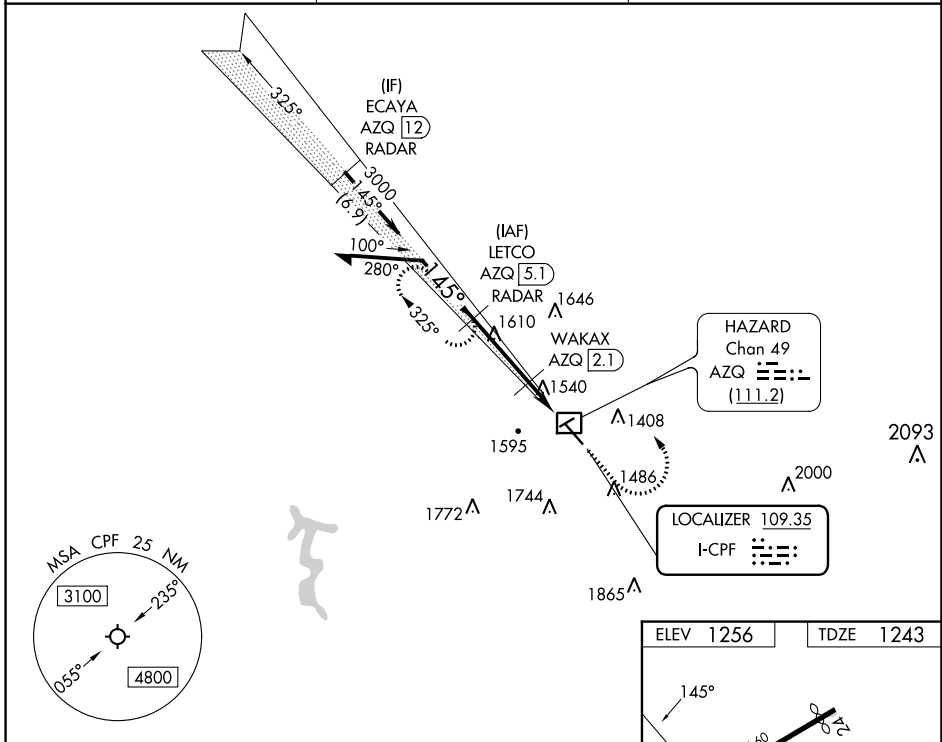 325°
(IF)
ECAYA
AZQ 12
RADAR
3000
145°
(6.9)
100°
280°
145°
325°
(IAF)
LETCO
AZQ 5.1
RADAR
1646
1610
WAKAX
AZQ 2.1
1540
HAZARD
Chan 49
AZQ
(111.2)
1408
1595
2093
1486
2000
1772
1744
LOCALIZER 109.35
I-CPF
1865
MSA CPF 25 NM
3100
235°
055°
4800
ELEV 1256
TDZE 1243
145°
24